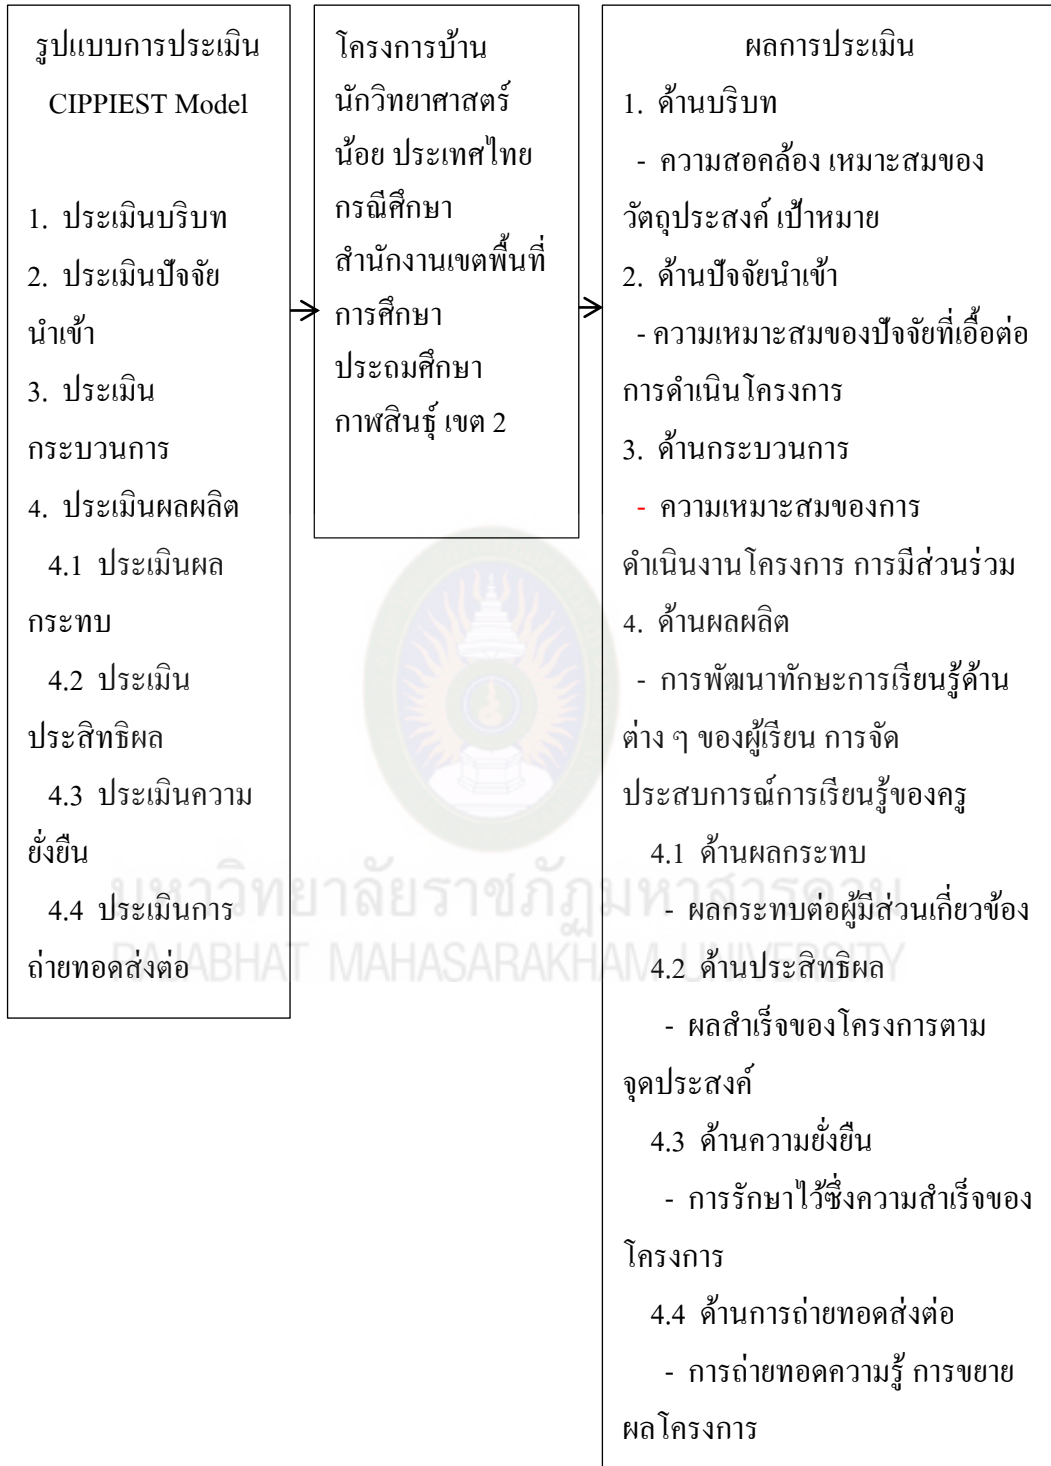 รูปแบบการประเมิน
CIPPIEST Model
1. ประเมินบริบท
2. ประเมินปัจจัย
นำเข้า
3. ประเมิน
กระบวนการ
4. ประเมินผลผลิต
4.1 ประเมินผล
กระทบ
4.2 ประเมิน
ประสิทธิผล
4.3 ประเมินความ
ยั่งยืน
4.4 ประเมินการ
ถ่ายทอดส่งต่อ
โครงการบ้าน
นักวิทยาศาสตร์
น้อย ประเทศไทย
กรณีศึกษา
สำนักงานเขตพื้นที่
การศึกษา
ประถมศึกษา
กาฬสินธุ์ เขต 2
ผลการประเมิน
1. ด้านบริบท
- ความสอคล้อง เหมาะสมของ
วัตถุประสงค์ เป้าหมาย
2. ด้านปัจจัยนำเข้า
- ความเหมาะสมของปัจจัยที่เอื้อต่อ
การดำเนินโครงการ
3. ด้านกระบวนการ
- ความเหมาะสมของการ
ดำเนินงานโครงการ การมีส่วนร่วม
4. ด้านผลผลิต
- การพัฒนาทักษะการเรียนรู้ด้าน
ต่าง ๆ ของผู้เรียน การจัด
ประสบการณ์การเรียนรู้ของครู
4.1 ด้านผลกระทบ
- ผลกระทบต่อผู้มีส่วนเกี่ยวข้อง
4.2 ด้านประสิทธิผล
- ผลสำเร็จของโครงการตาม
จุดประสงค์
4.3 ด้านความยั่งยืน
- การรักษาไว้ซึ่งความสำเร็จของ
โครงการ
4.4 ด้านการถ่ายทอดส่งต่อ
- การถ่ายทอดความรู้ การขยาย
ผลโครงการ
มหาวิทยาลัยราชภัฏมหาสารคาม
RAJABHAT MAHASARAKHAM UNIVERSITY